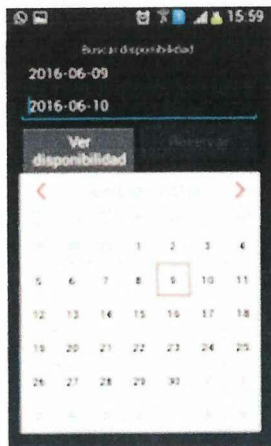 15:59
Buscar disponibilidad
2016-06-09
2016-06-10
Ver
disponibilidad
Reservar
1 2 3 4
5 6 7 8 9 10 11
12 13 14 15 16 17 18
19 20 21 22 23 24 25
26 27 28 29 30